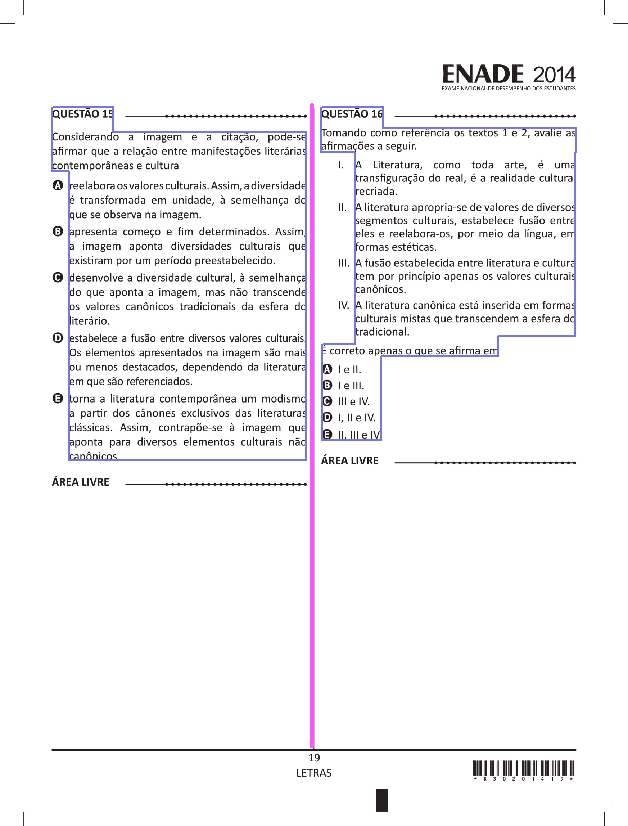 ENADE 2014
EXAME NACIONAL DE DESEMPENHO DOS ESTUDANTES
QUESTÃO 15
Considerando a imagem e a citação, pode-se
afirmar que a relação entre manifestações literárias
contemporâneas e cultura
A reelabora os valores culturais. Assim, a diversidade
é transformada em unidade, à semelhança do
que se observa na imagem.
B apresenta começo e fim determinados. Assim,
a imagem aponta diversidades culturais que
existiram por um período preestabelecido.
C desenvolve a diversidade cultural, à semelhança
do que aponta a imagem, mas não transcende
os valores canônicos tradicionais da esfera do
literário.
D estabelece a fusão entre diversos valores culturais.
Os elementos apresentados na imagem são mais
ou menos destacados, dependendo da literatura
em que são referenciados.
E torna a literatura contemporânea um modismo
a partir dos cânones exclusivos das literaturas
clássicas. Assim, contrapõe-se à imagem que
aponta para diversos elementos culturais não
canônicos.
ÁREA LIVRE
QUESTÃO 16
Tomando como referência os textos 1 e 2, avalie as
afirmações a seguir.
I. A Literatura, como toda arte, é uma
transfiguração do real, é a realidade cultural
recriada.
II. A literatura apropria-se de valores de diversos
segmentos culturais, estabelece fusão entre
eles e reelabora-os, por meio da língua, em
formas estéticas.
III. A fusão estabelecida entre literatura e cultura
tem por princípio apenas os valores culturais
canônicos.
IV. A literatura canônica está inserida em formas
culturais mistas que transcendem a esfera do
tradicional.
É correto apenas o que se afirma em
A I e II.
B I e III.
C III e IV.
D I, II e IV.
E II, III e IV.
ÁREA LIVRE
19
LETRAS
*R30201419*